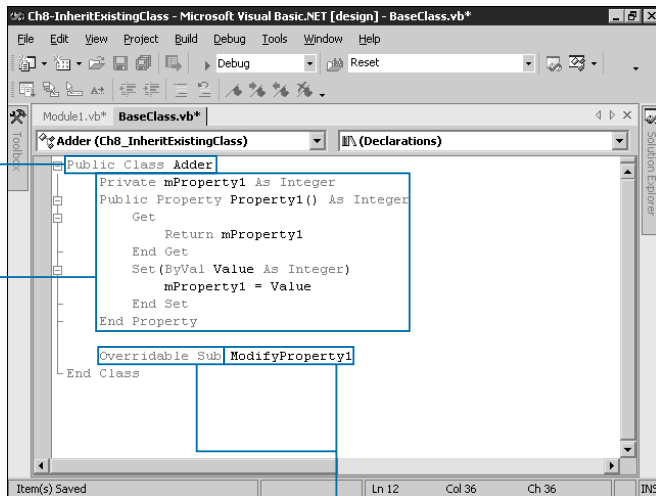 Ch8-InheritExistingClass - Microsoft Visual Basic.NET [design] - BaseClass.vb*
File Edit View Project Build Debug Tools Window Help
Debug Reset
Module1.vb* BaseClass.vb*
Toolbox
Solution Explorer
Adder (Ch8_InheritExistingClass) (Declarations)
Public Class Adder
Private mProperty1 As Integer
Public Property Property1() As Integer
Get
Return mProperty1
End Get
Set(ByVal Value As Integer)
mProperty1 = Value
End Set
End Property
Overridable Sub ModifyProperty1
End Class
Item(s) Saved Ln 12 Col 36 Ch 36 INS